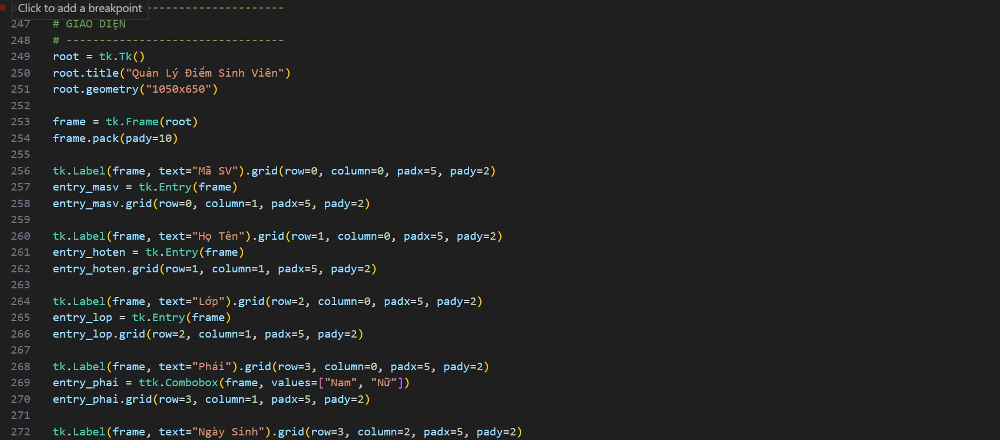 Click to add a breakpoint ---------------------
247 # GIAO DIỆN
248 # ---------------------------------
249 root = tk.Tk()
250 root.title("Quản Lý Điểm Sinh Viên")
251 root.geometry("1050x650")
252
253 frame = tk.Frame(root)
254 frame.pack(pady=10)
255
256 tk.Label(frame, text="Mã SV").grid(row=0, column=0, padx=5, pady=2)
257 entry_masv = tk.Entry(frame)
258 entry_masv.grid(row=0, column=1, padx=5, pady=2)
259
260 tk.Label(frame, text="Họ Tên").grid(row=1, column=0, padx=5, pady=2)
261 entry_hoten = tk.Entry(frame)
262 entry_hoten.grid(row=1, column=1, padx=5, pady=2)
263
264 tk.Label(frame, text="Lớp").grid(row=2, column=0, padx=5, pady=2)
265 entry_lop = tk.Entry(frame)
266 entry_lop.grid(row=2, column=1, padx=5, pady=2)
267
268 tk.Label(frame, text="Phái").grid(row=3, column=0, padx=5, pady=2)
269 entry_phai = ttk.Combobox(frame, values=["Nam", "Nữ"])
270 entry_phai.grid(row=3, column=1, padx=5, pady=2)
271
272 tk.Label(frame, text="Ngày Sinh").grid(row=3, column=2, padx=5, pady=2)